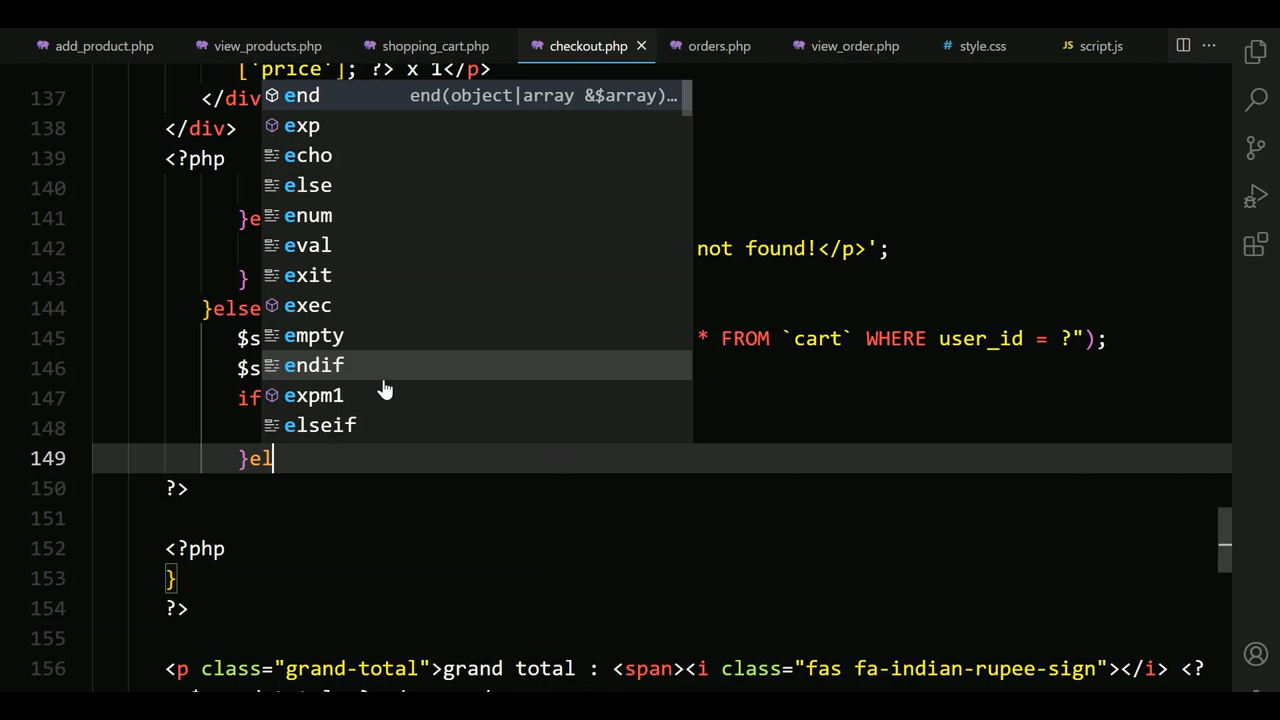 add_product.php view_products.php shopping_cart.php checkout.php orders.php view_order.php style.css JS script.js
['price']; ?> x 1</p>
137 </div
138 </div>
139 <?php
140
141 }e
142 not found!</p>';
143 }
144 }else
145 $s * FROM `cart` WHERE user_id = ?");
146 $s
147 if
148
149 }el
150 ?>
151
152 <?php
153 }
154 ?>
155
156 <p class="grand-total">grand total : <span><i class="fas fa-indian-rupee-sign"></i> <?
end end(object|array &$array)…
exp
echo
else
enum
eval
exit
exec
empty
endif
expm1
elseif